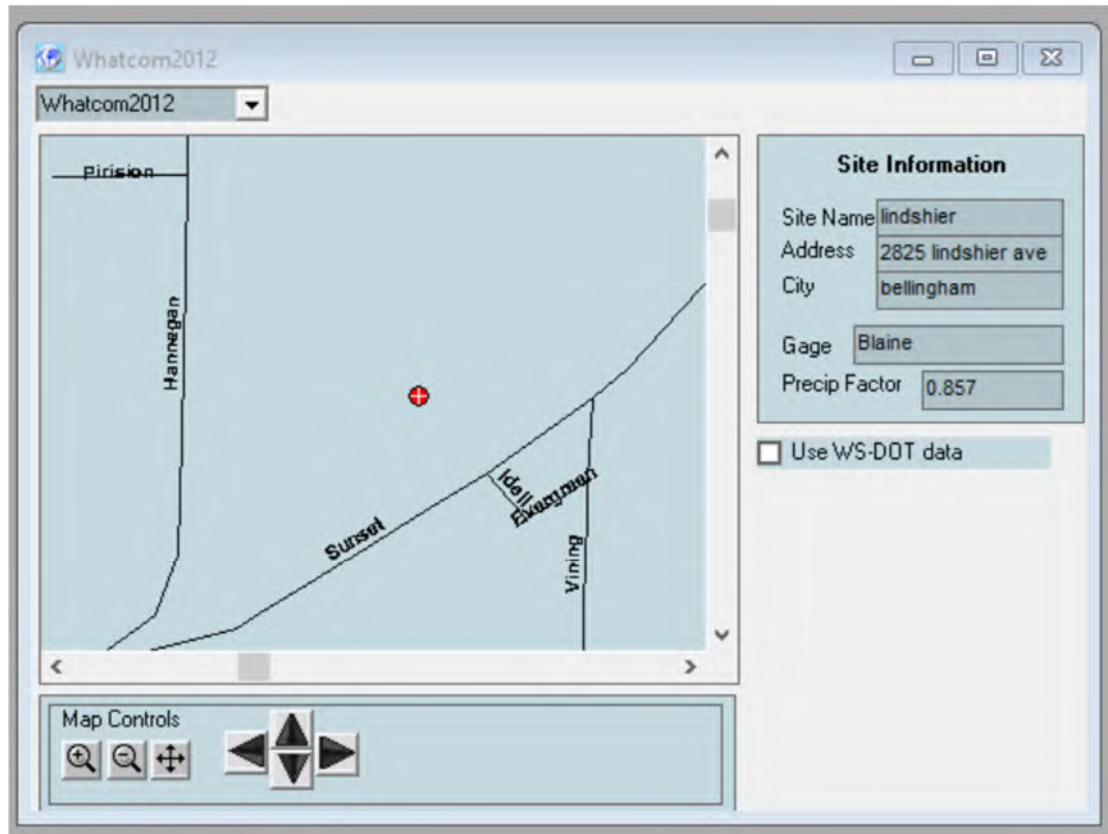 Whatcom2012
Whatcom2012
Pirision
Hannegan
Sunset
Idell
Evergreen
Vining
Site Information
Site Name lindshier
Address 2825 lindshier ave
City bellingham
Gage Blaine
Precip Factor 0.857
Use WS-DOT data
Map Controls